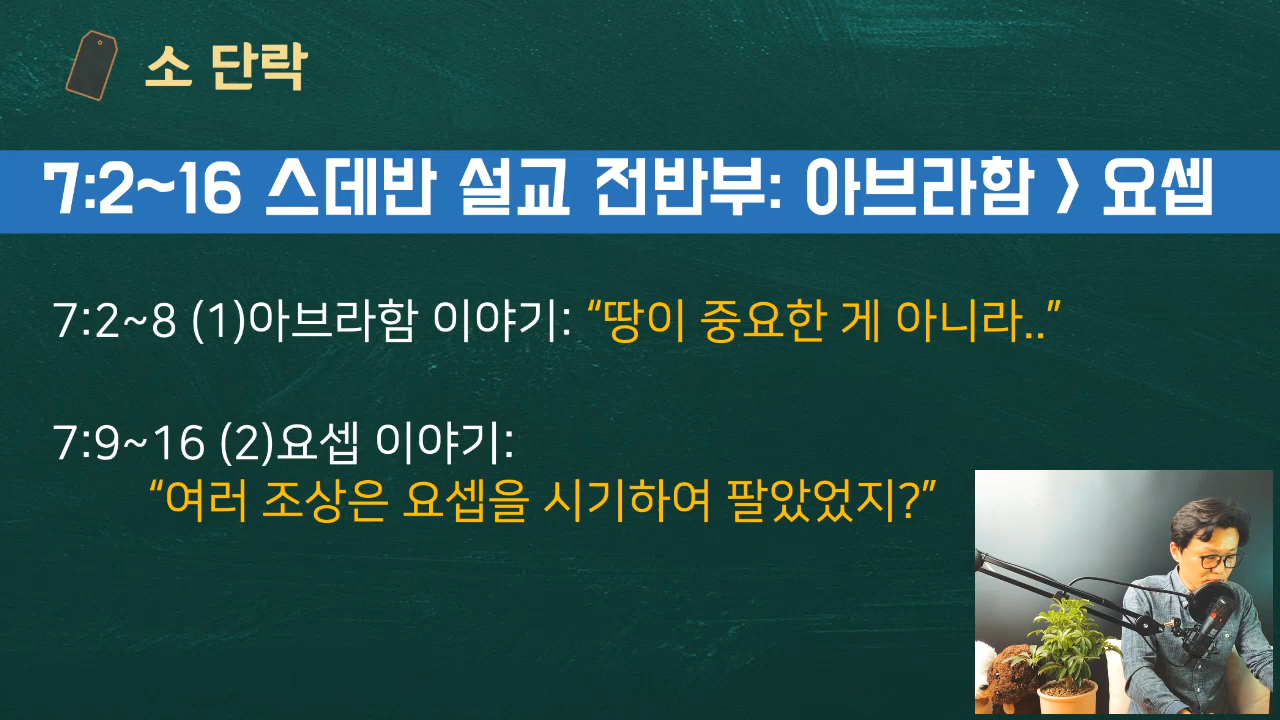 소 단락
7:2~16 스데반 설교 전반부: 아브라함 > 요셉
7:2~8 (1)아브라함 이야기: “땅이 중요한 게 아니라..”
7:9~16 (2)요셉 이야기:
“여러 조상은 요셉을 시기하여 팔았었지?”